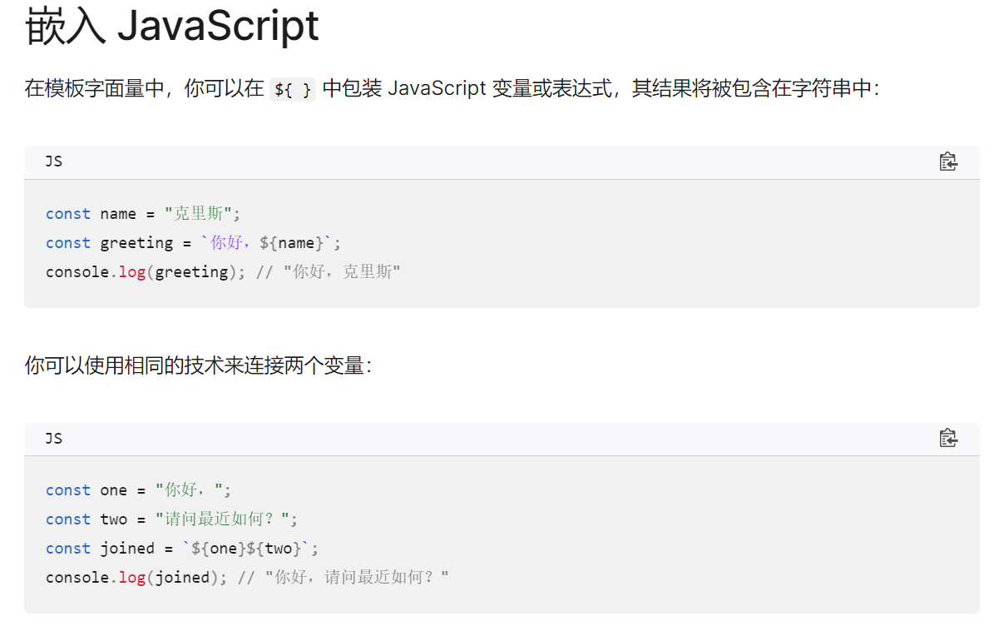 嵌入 JavaScript
在模板字面量中，你可以在 ${ } 中包装 JavaScript 变量或表达式，其结果将被包含在字符串中：
JS
const name = "克里斯";
const greeting = `你好，${name}`;
console.log(greeting); // "你好，克里斯"
你可以使用相同的技术来连接两个变量：
JS
const one = "你好，";
const two = "请问最近如何？";
const joined = `${one}${two}`;
console.log(joined); // "你好，请问最近如何？"